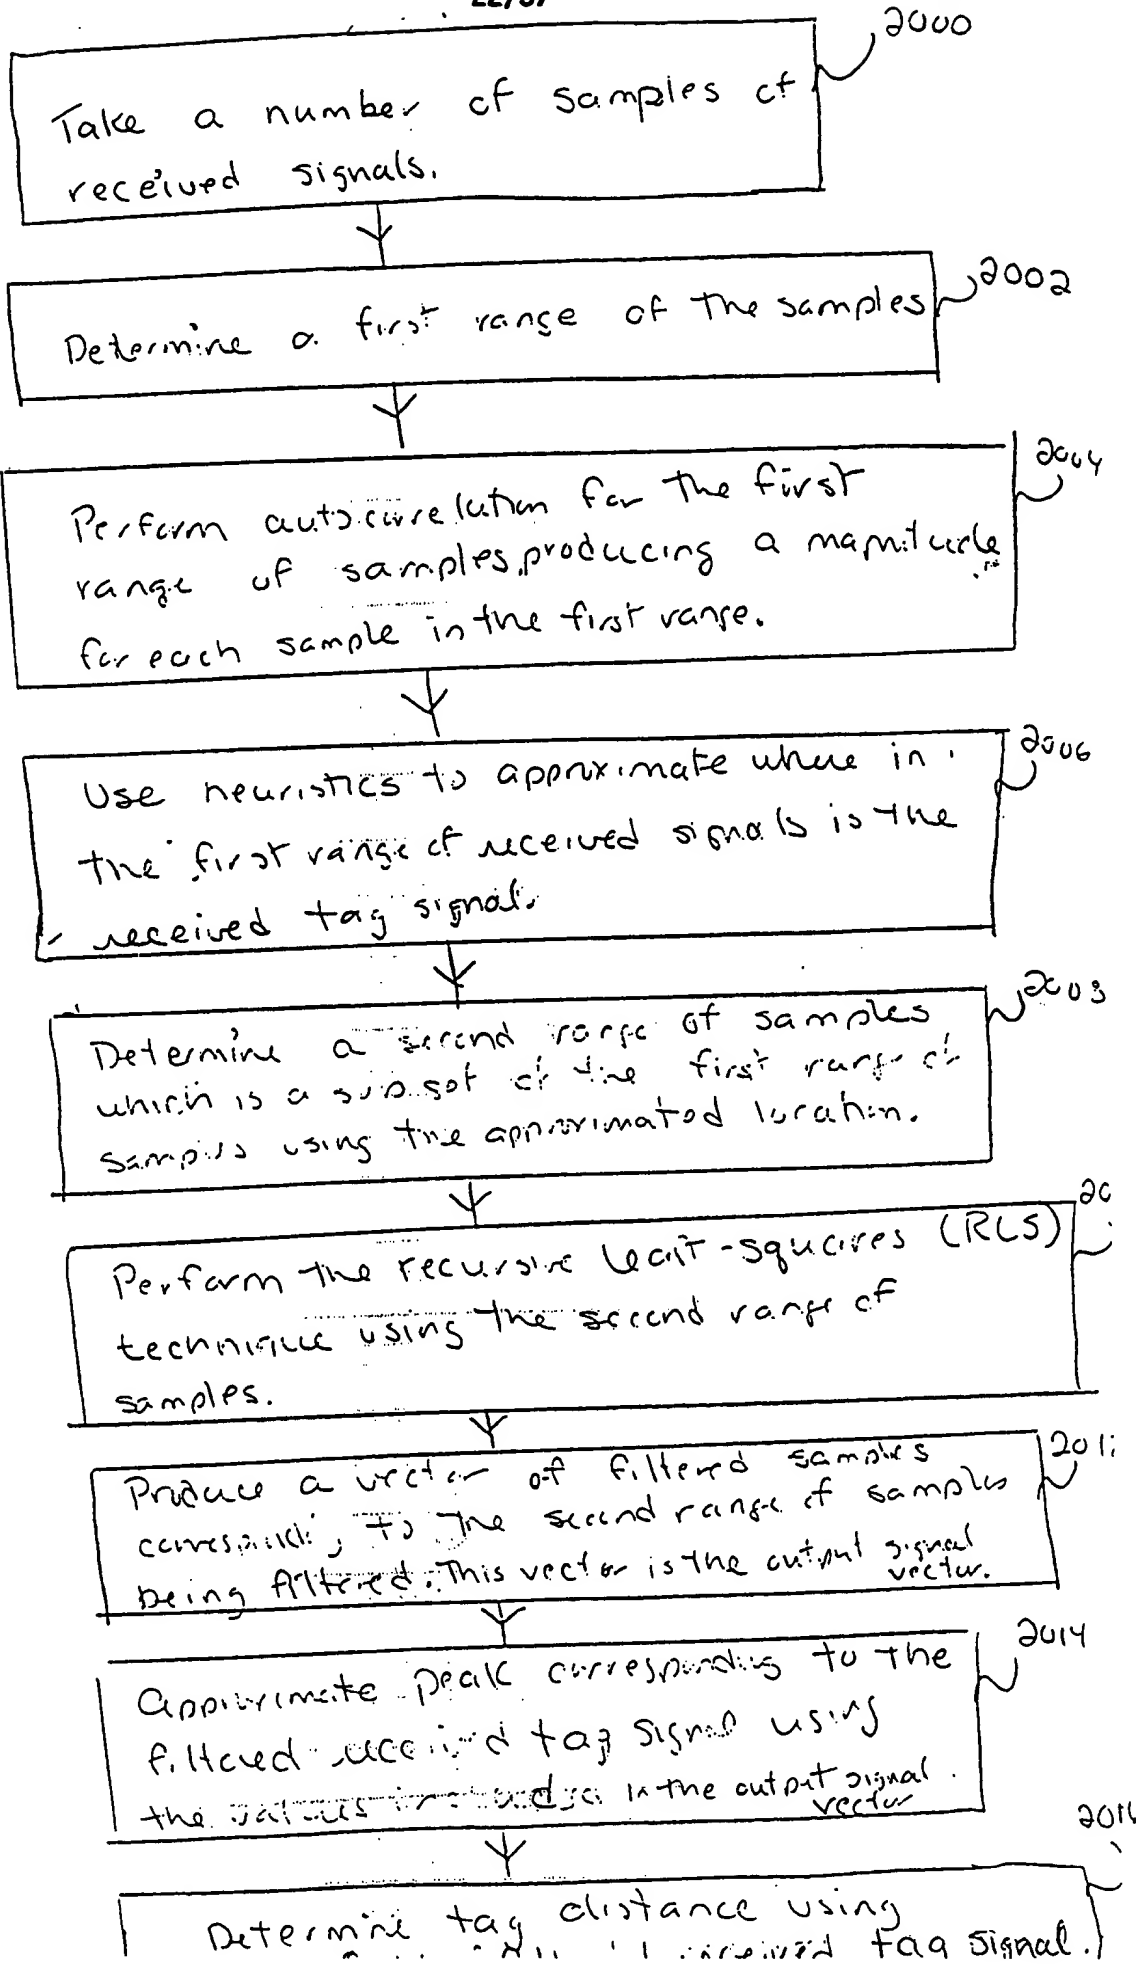 2000
Take a number of samples of
received signals.
2002
Determine a first range of the samples
2004
Perform autocorrelation for the first
range of samples, producing a magnitude
for each sample in the first range.
2006
Use heuristics to approximate where in
the first range of received signals is the
received tag signal.
2008
Determine a second range of samples
which is a subset of the first range of
samples using the approximated location.
20
Perform the recursive least-squares (RLS)
technique using the second range of
samples.
201
Produce a vector of filtered samples
to the second range of samples
being filtered. This vector is the output signal
vector.
2014
Approximate peak corresponding to the
filtered received tag signal using
the values in the output signal
vector
2016
Determine tag distance using
received tag signal.